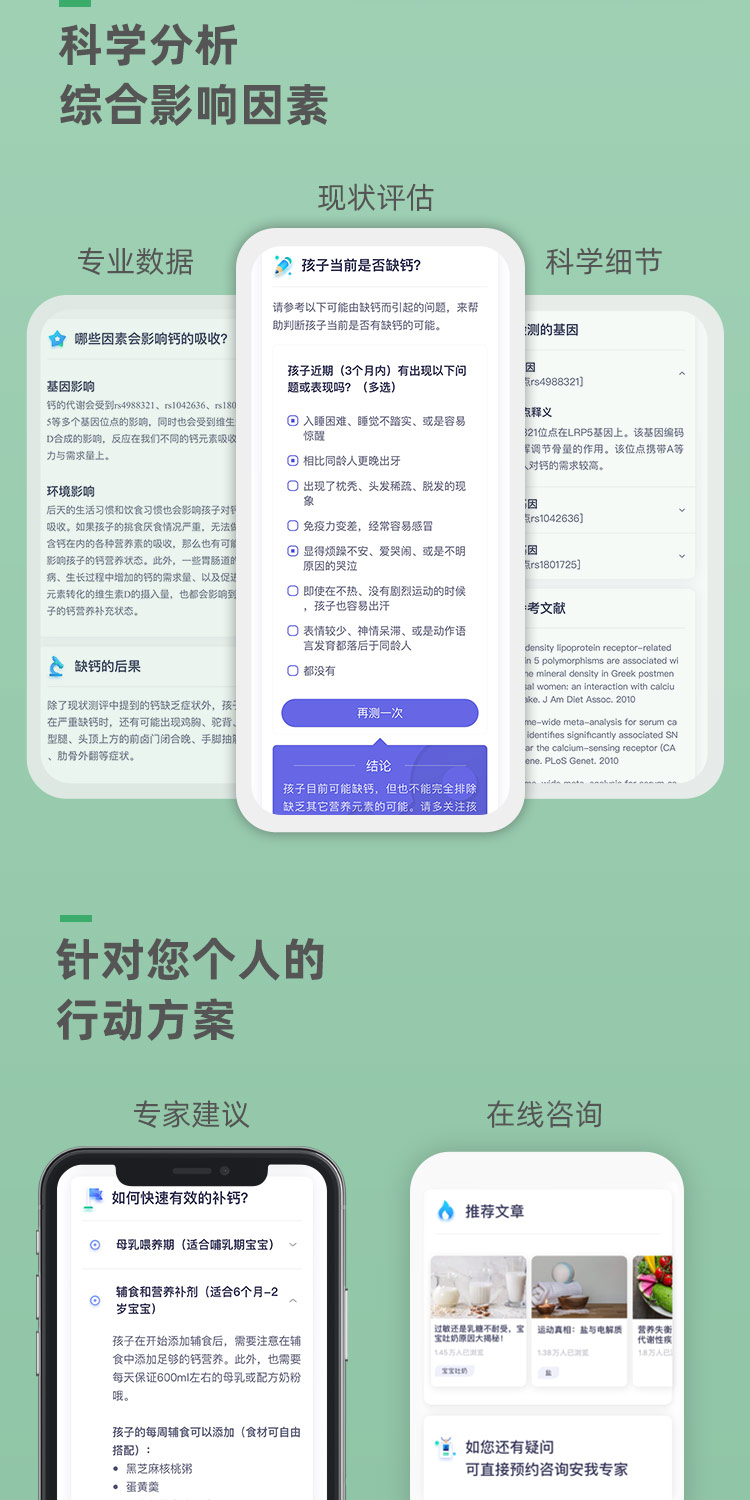 科学分析
综合影响因素
现状评估
专业数据
科学细节
哪些因素会影响钙的吸收?
基因影响
钙的代谢会受到rs4988321、rs1042636、rs180
5等多个基因位点的影响，同时也会受到维生
D合成的影响，反应在我们不同的钙元素吸收
力与需求量上。
环境影响
后天的生活习惯和饮食习惯也会影响孩子对钙
吸收。如果孩子的挑食厌食情况严重，无法做
含钙在内的各种营养素的吸收，那么也有可能
影响孩子的钙营养状态。此外，一些胃肠道的
病、生长过程中增加的钙的需求量、以及促进
元素转化的维生素D的摄入量，也都会影响到
子的钙营养补充状态。
缺钙的后果
除了现状测评中提到的钙缺乏症状外，孩子
在严重缺钙时，还有可能出现鸡胸、驼背、
型腿、头顶上方的前卤门闭合晚、手脚抽筋
、肋骨外翻等症状。
孩子当前是否缺钙?
请参考以下可能由缺钙而引起的问题，来帮
助判断孩子当前是否有缺钙的可能。
孩子近期（3个月内）有出现以下问
题或表现吗? （多选）
入睡困难、睡觉不踏实、或是容易
惊醒
相比同龄人更晚出牙
出现了枕秃、头发稀疏、脱发的现
象
免疫力变差，经常容易感冒
显得烦躁不安、爱哭闹、或是不明
原因的哭泣
即使在不热、没有剧烈运动的时候
，孩子也容易出汗
表情较少、神情呆滞、或是动作语
言发育都落后于同龄人
都没有
再测一次
结论
孩子目前可能缺钙，但也不能完全排除
缺乏其它营养元素的可能。请多关注孩
测的基因
因
点rs4988321]
点释义
321位点在LRP5基因上。该基因编码
挥调节骨量的作用。该位点携带A等
人对钙的需求较高。
因
点rs1042636]
因
点rs1801725]
考文献
density lipoprotein receptor-related
in 5 polymorphisms are associated wi
ne mineral density in Greek postmen
sal women: an interaction with calciu
ake. J Am Diet Assoc. 2010
me-wide meta-analysis for serum ca
identifies significantly associated SN
ar the calcium-sensing receptor (CA
ene. PLoS Genet. 2010
针对您个人的
行动方案
专家建议
在线咨询
如何快速有效的补钙?
母乳喂养期（适合哺乳期宝宝）
辅食和营养补剂（适合6个月-2
岁宝宝）
孩子在开始添加辅食后，需要注意在辅
食中添加足够的钙营养。此外，也需要
每天保证600ml左右的母乳或配方奶粉
哦。
孩子的每周辅食可以添加（食材可自由
搭配）：
• 黑芝麻核桃粥
• 蛋黄羹
推荐文章
过敏还是乳糖不耐受，宝
宝吐奶原因大揭秘！
1.45万人已浏览
宝宝吐奶
运动真相：盐与电解质
1.38万人已浏览
盐
营养失衡
代谢性疾
1.8万人已
如您还有疑问
可直接预约咨询安我专家